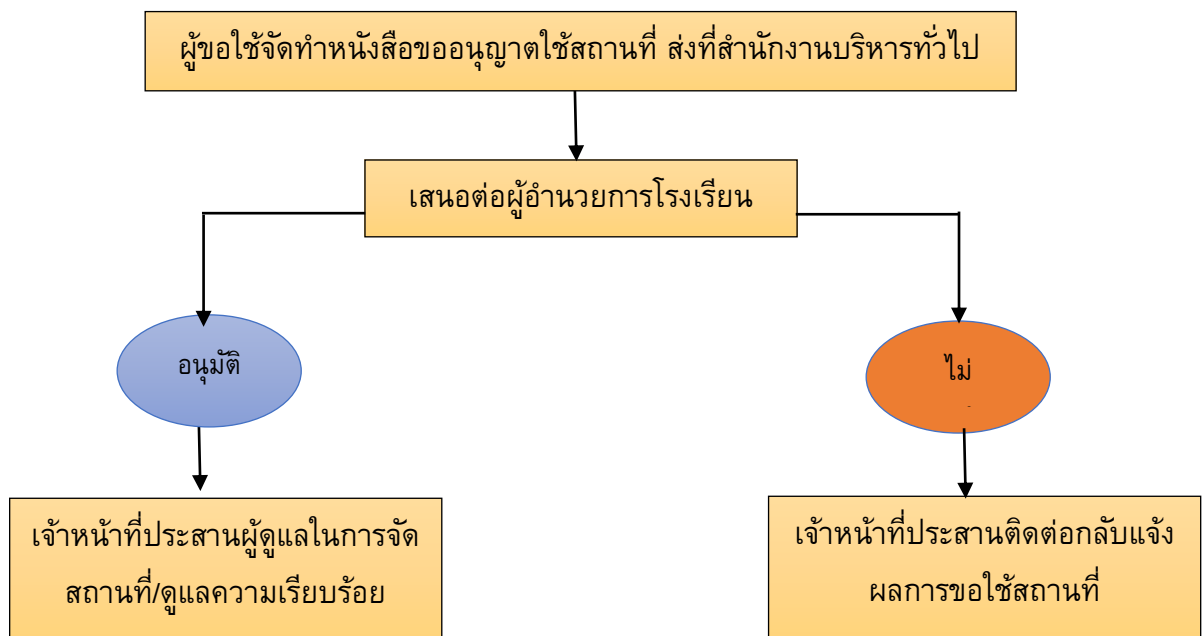 ผู้ขอใช้จัดทำหนังสือขออนุญาตใช้สถานที่ ส่งที่สำนักงานบริหารทั่วไป
เสนอต่อผู้อำนวยการโรงเรียน
อนุมัติ
ไม่
เจ้าหน้าที่ประสานผู้ดูแลในการจัด
สถานที่/ดูแลความเรียบร้อย
เจ้าหน้าที่ประสานติดต่อกลับแจ้ง
ผลการขอใช้สถานที่